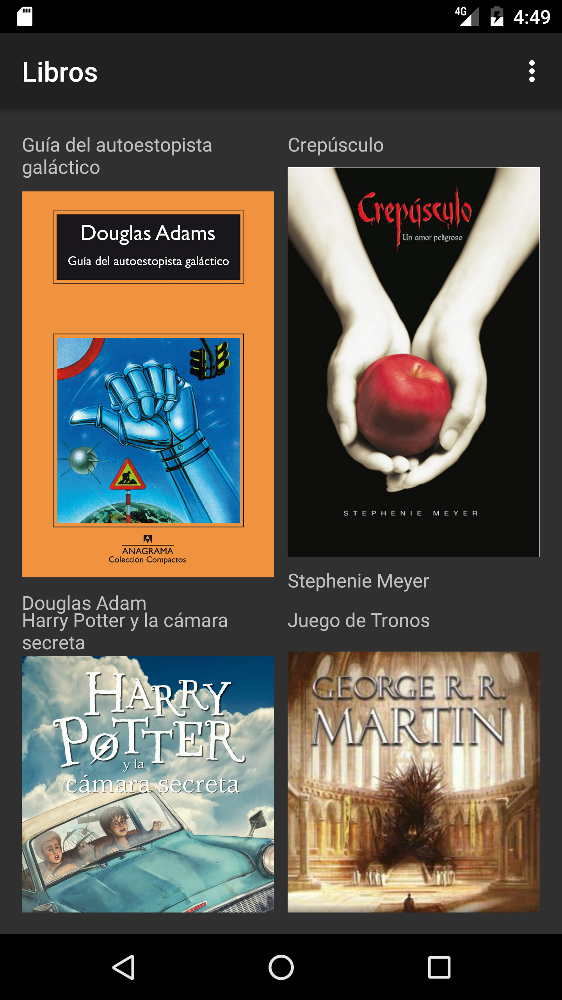 4G 4:49
Libros
Guía del autoestopista
galáctico
Douglas Adams
Guía del autoestopista galáctico
ANAGRAMA
Colección Compactos
Douglas Adam
Crepúsculo
Crepúsculo
Un amor peligroso
STEPHENIE MEYER
Stephenie Meyer
Harry Potter y la cámara
secreta
HARRY
POTTER
y la
cámara secreta
Juego de Tronos
GEORGE R. R.
MARTIN